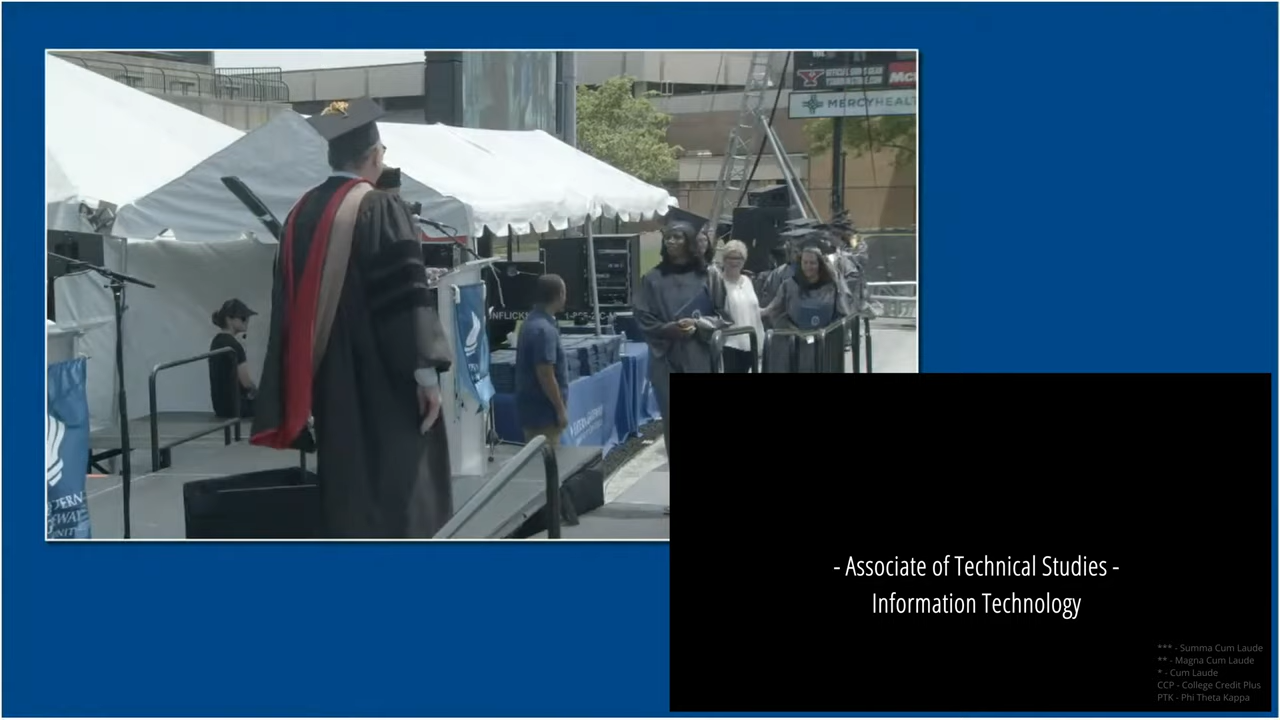 MERCYHEALT
- Associate of Technical Studies -
Information Technology
*** - Summa Cum Laude
** - Magna Cum Laude
* - Cum Laude
CCP - College Credit Plus
PTK - Phi Theta Kappa